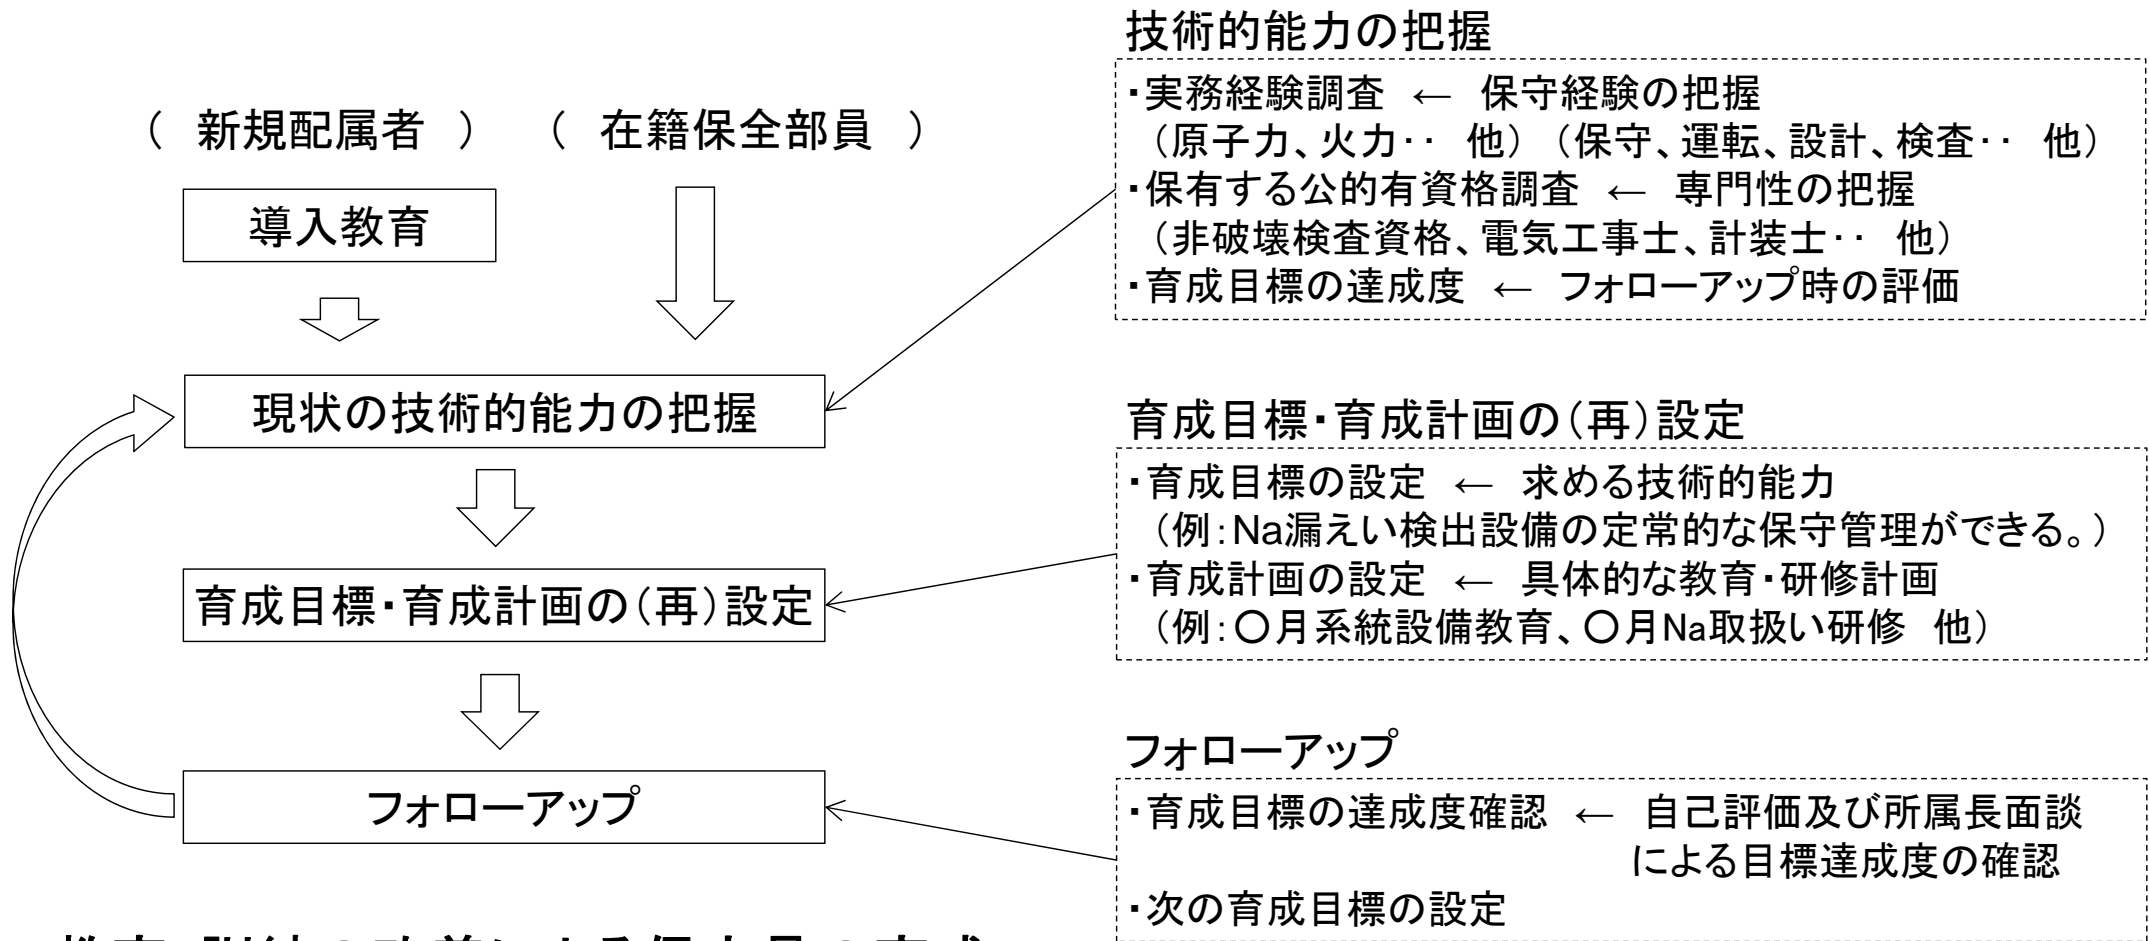 （ 新規配属者 ） （ 在籍保全部員 ）
導入教育
現状の技術的能力の把握
育成目標・育成計画の（再）設定
フォローアップ
技術的能力の把握
・実務経験調査 ← 保守経験の把握
（原子力、火力‥ 他）（保守、運転、設計、検査‥ 他）
・保有する公的有資格調査 ← 専門性の把握
（非破壊検査資格、電気工事士、計装士‥ 他）
・育成目標の達成度 ← フォローアップ時の評価
育成目標・育成計画の（再）設定
・育成目標の設定 ← 求める技術的能力
（例：Na漏えい検出設備の定常的な保守管理ができる。）
・育成計画の設定 ← 具体的な教育・研修計画
（例：〇月系統設備教育、〇月Na取扱い研修 他）
フォローアップ
・育成目標の達成度確認 ← 自己評価及び所属長面談
による目標達成度の確認
・次の育成目標の設定